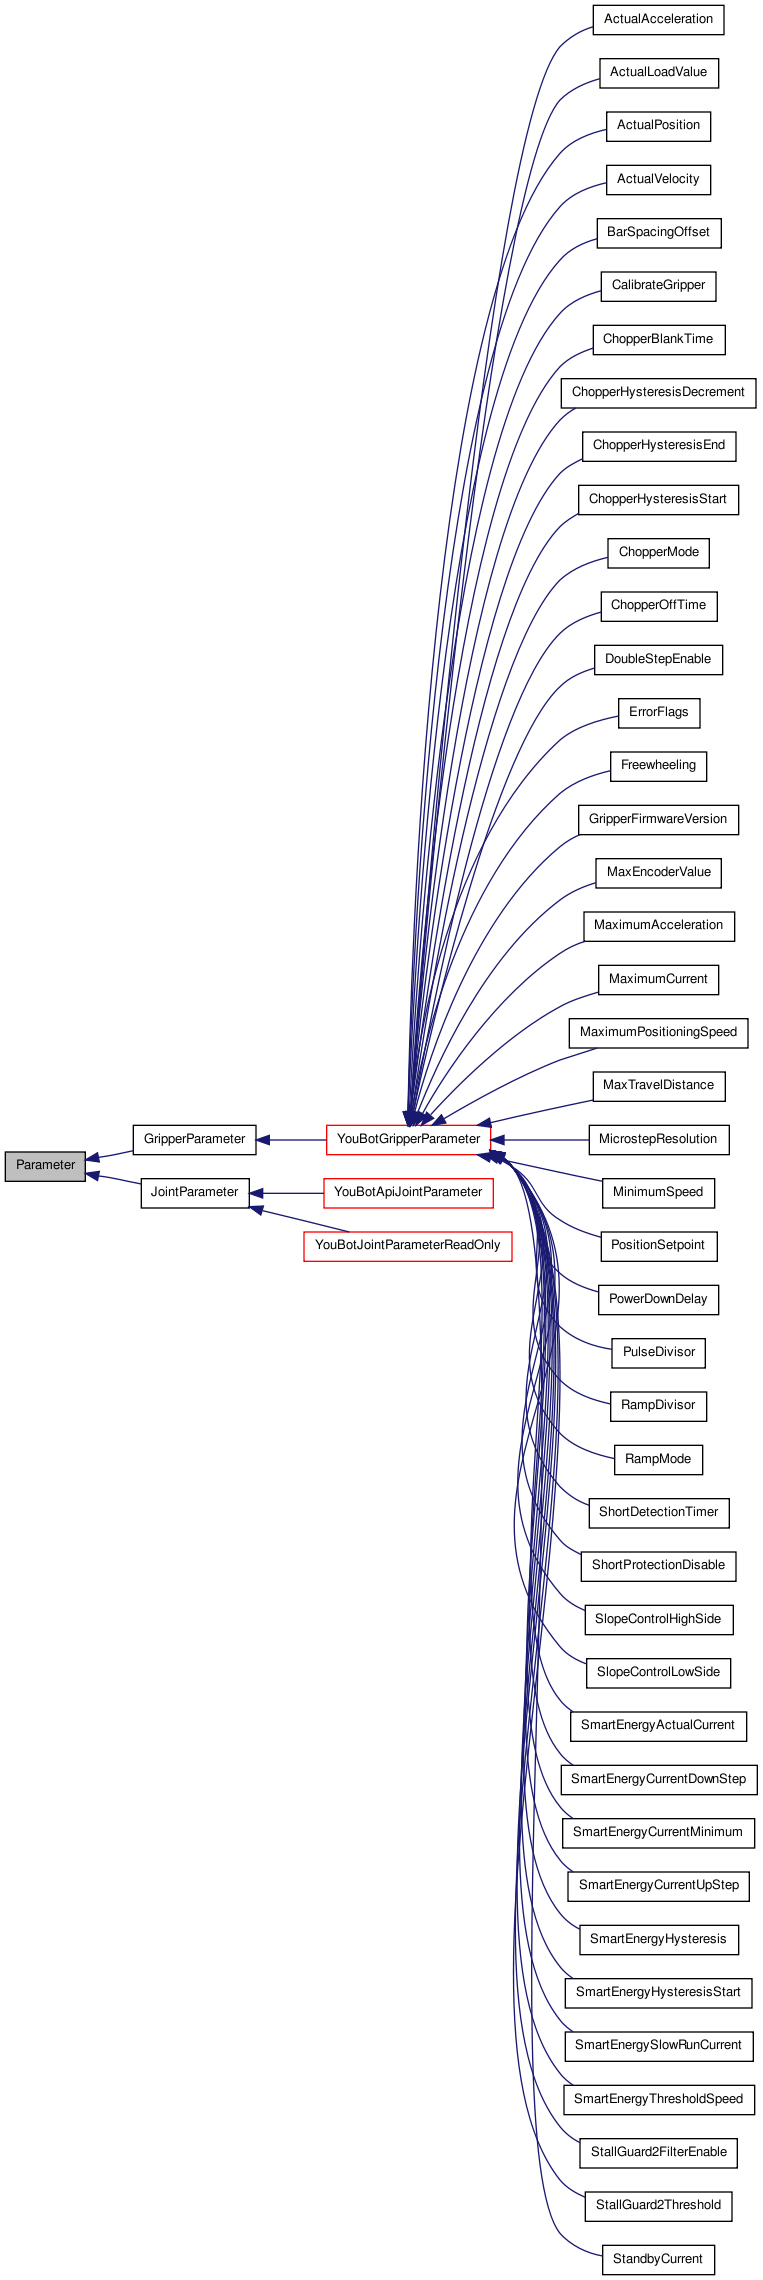 ActualAcceleration
ActualLoadValue
ActualPosition
ActualVelocity
BarSpacingOffset
CalibrateGripper
ChopperBlankTime
ChopperHysteresisDecrement
ChopperHysteresisEnd
ChopperHysteresisStart
ChopperMode
ChopperOffTime
DoubleStepEnable
ErrorFlags
Freewheeling
GripperFirmwareVersion
MaxEncoderValue
MaximumAcceleration
MaximumCurrent
MaximumPositioningSpeed
MaxTravelDistance
GripperParameter
YouBotGripperParameter
MicrostepResolution
Parameter
JointParameter
YouBotApiJointParameter
MinimumSpeed
YouBotJointParameterReadOnly
PositionSetpoint
PowerDownDelay
PulseDivisor
RampDivisor
RampMode
ShortDetectionTimer
ShortProtectionDisable
SlopeControlHighSide
SlopeControlLowSide
SmartEnergyActualCurrent
SmartEnergyCurrentDownStep
SmartEnergyCurrentMinimum
SmartEnergyCurrentUpStep
SmartEnergyHysteresis
SmartEnergyHysteresisStart
SmartEnergySlowRunCurrent
SmartEnergyThresholdSpeed
StallGuard2FilterEnable
StallGuard2Threshold
StandbyCurrent